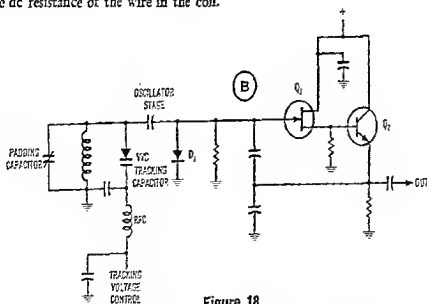 e dc resistance of the wire in the coil.
+
OSCILLATOR
STAGE
B
Q1
Q2
PADDING
CAPACITOR
VVC
TRACKING
CAPACITOR
D1
OUT
RFC
TRACKING
VOLTAGE
CONTROL
Figure 18